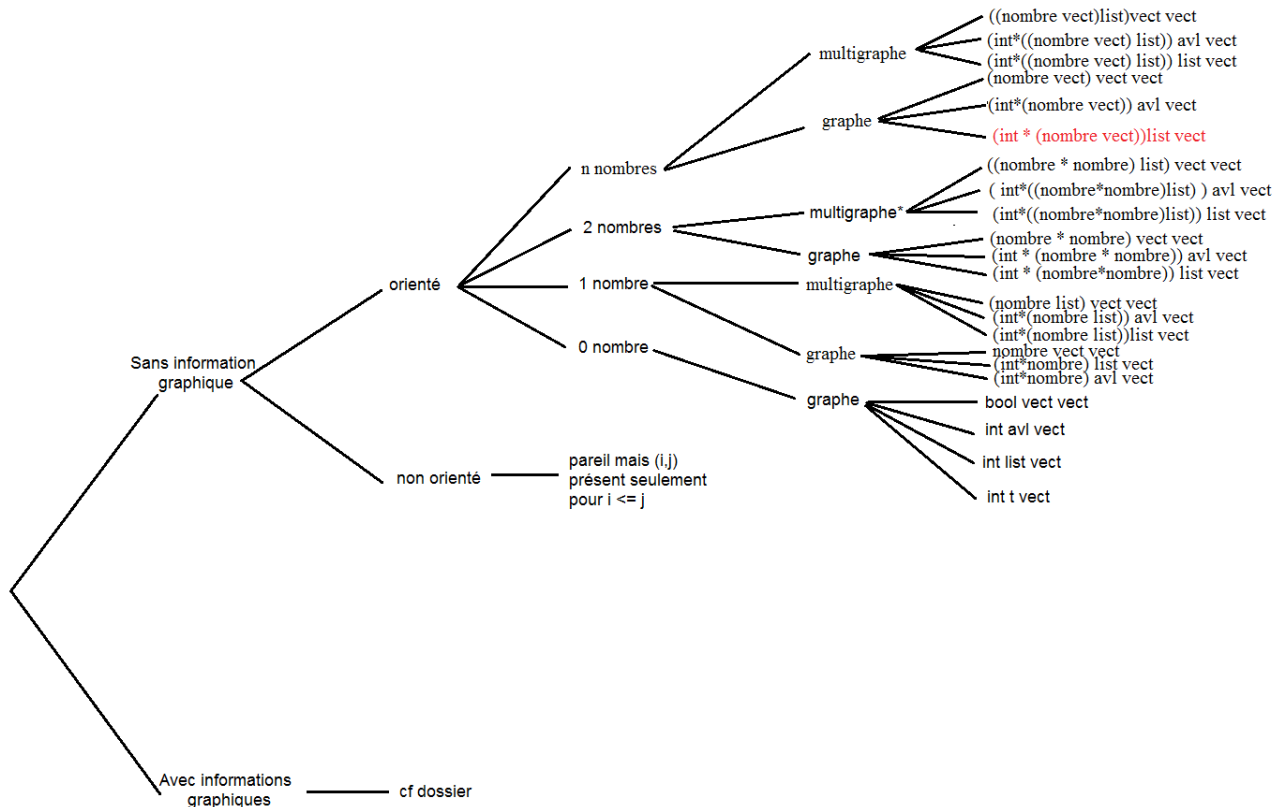 ((nombre vect)list)vect vect
(int*((nombre vect) list)) avl vect
multigraphe
(int*((nombre vect) list)) list vect
(nombre vect) vect vect
(int*(nombre vect)) avl vect
graphe
(int * (nombre vect))list vect
n nombres
((nombre * nombre) list) vect vect
( int*((nombre*nombre)list) ) avl vect
multigraphe*
(int*((nombre*nombre)list)) list vect
2 nombres
(nombre * nombre) vect vect
graphe
(int * (nombre * nombre)) avl vect
(int * (nombre*nombre)) list vect
orienté
1 nombre
multigraphe
(nombre list) vect vect
(int*(nombre list)) avl vect
(int*(nombre list))list vect
0 nombre
graphe
nombre vect vect
(int*nombre) list vect
(int*nombre) avl vect
Sans information
graphique
graphe
bool vect vect
int avl vect
int list vect
int t vect
non orienté
pareil mais (i,j)
présent seulement
pour i <= j
Avec informations
graphiques
cf dossier